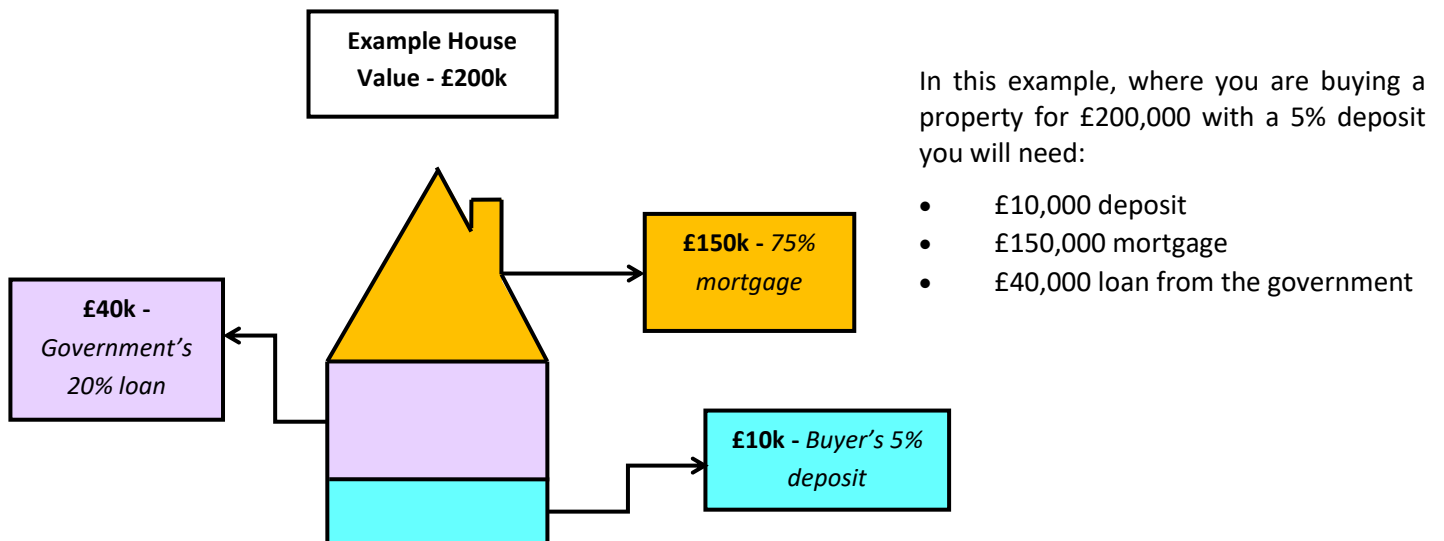 Example House
Value - £200k
In this example, where you are buying a
property for £200,000 with a 5% deposit
you will need:
• £10,000 deposit
• £150,000 mortgage
• £40,000 loan from the government
£150k - 75%
mortgage
£40k -
Government’s
20% loan
£10k - Buyer’s 5%
deposit